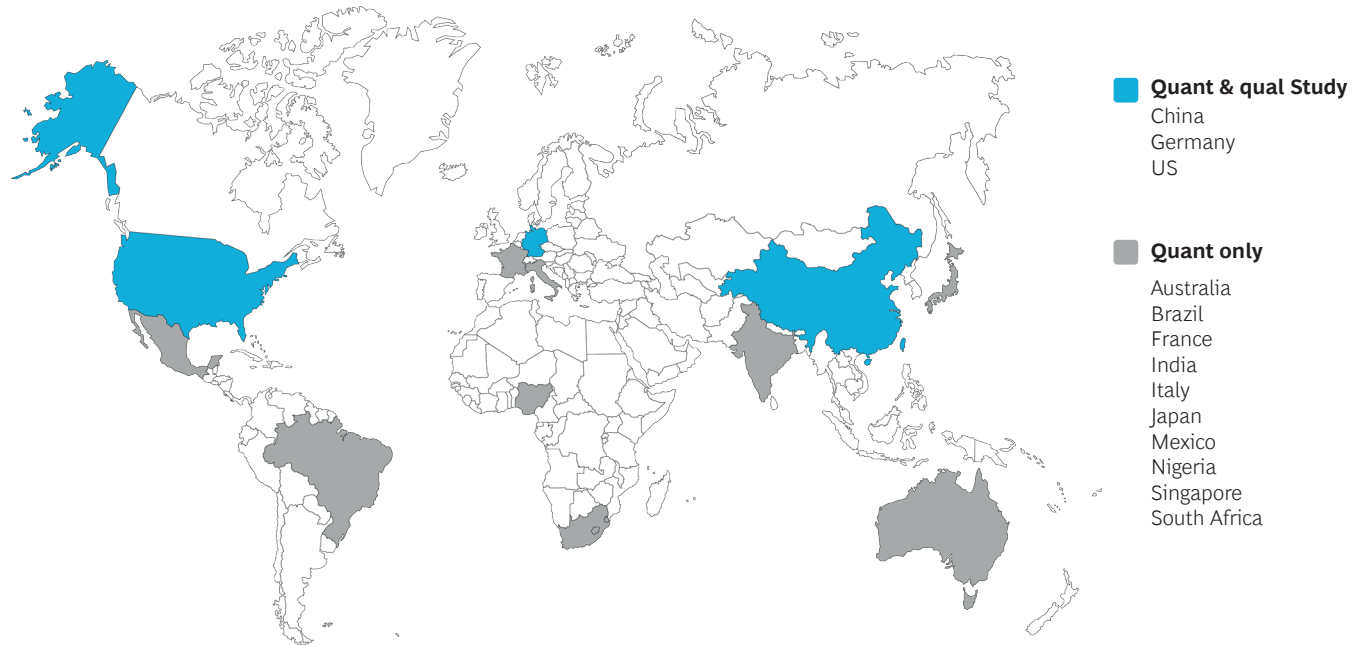 Quant & qual Study
China
Germany
US
Quant only
Australia
Brazil
France
India
Italy
Japan
Mexico
Nigeria
Singapore
South Africa